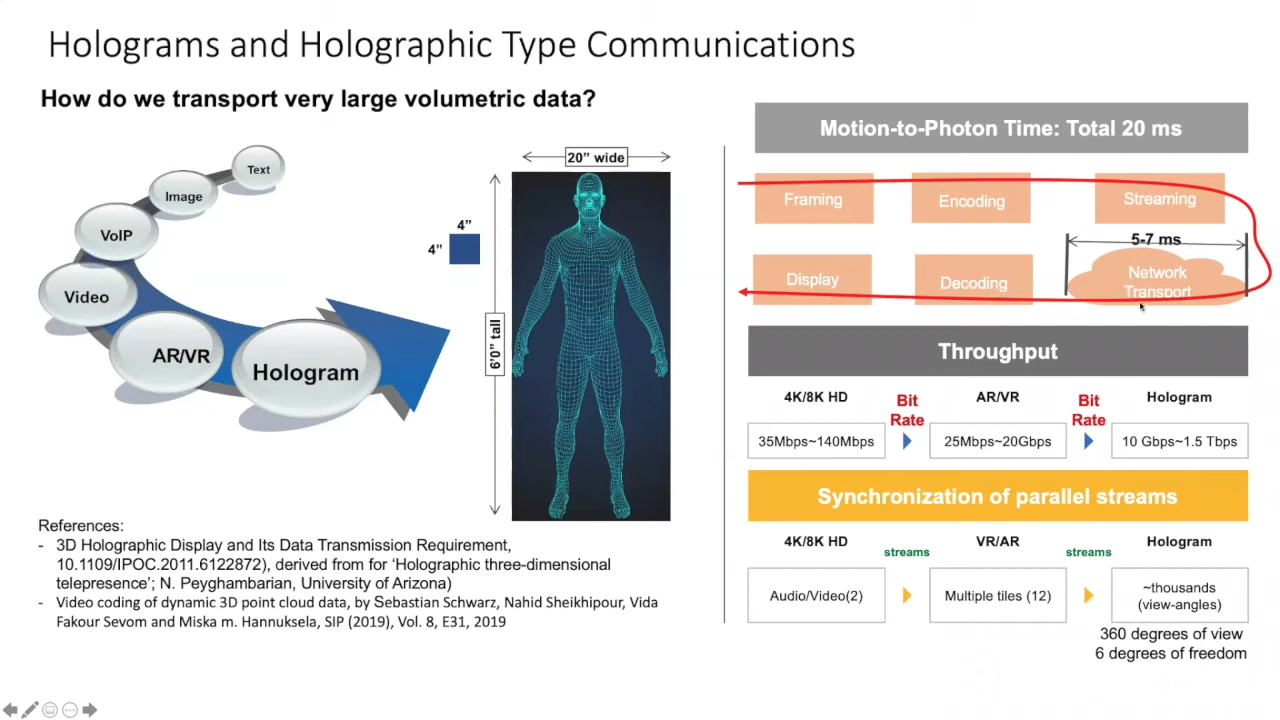 Holograms and Holographic Type Communications
How do we transport very large volumetric data?
Text
Image
VoIP
Video
AR/VR
Hologram
4”
4”
20” wide
6’0” tall
References:
- 3D Holographic Display and Its Data Transmission Requirement,
10.1109/IPOC.2011.6122872), derived from for ‘Holographic three-dimensional
telepresence’; N. Peyghambarian, University of Arizona)
- Video coding of dynamic 3D point cloud data, by Sebastian Schwarz, Nahid Sheikhipour, Vida
Fakour Sevom and Miska m. Hannuksela, SIP (2019), Vol. 8, E31, 2019
Motion-to-Photon Time: Total 20 ms
Framing
Encoding
Streaming
5-7 ms
Display
Decoding
Network
Transport
Throughput
4K/8K HD
Bit
Rate
AR/VR
Bit
Rate
Hologram
35Mbps~140Mbps
25Mbps~20Gbps
10 Gbps~1.5 Tbps
Synchronization of parallel streams
4K/8K HD
streams
VR/AR
streams
Hologram
Audio/Video(2)
Multiple tiles (12)
~thousands
(view-angles)
360 degrees of view
6 degrees of freedom